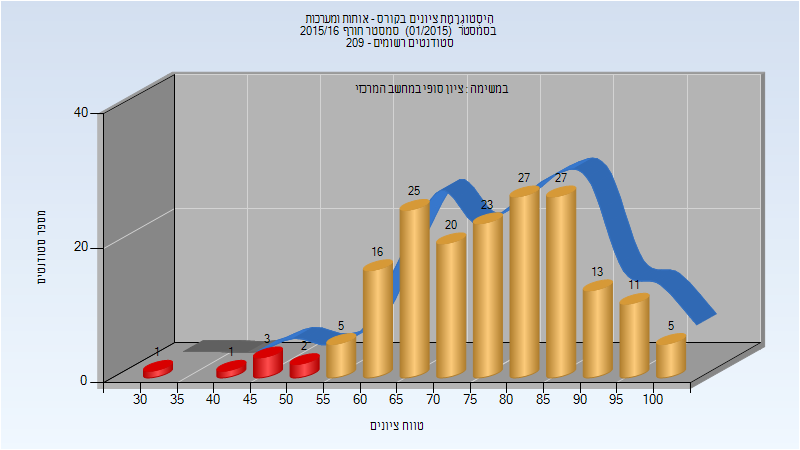 היסטוגרמת ציונים בקורס - אותות ומערכות
בסמסטר (01/2015) סמסטר חורף 2015/16
סטודנטים רשומים - 209
במשימה : ציון סופי במחשב המרכזי
מספר סטודנטים
40
20
0
1
1
3
2
5
16
25
20
23
27
27
13
11
5
30 35 40 45 50 55 60 65 70 75 80 85 90 95 100
טווח ציונים